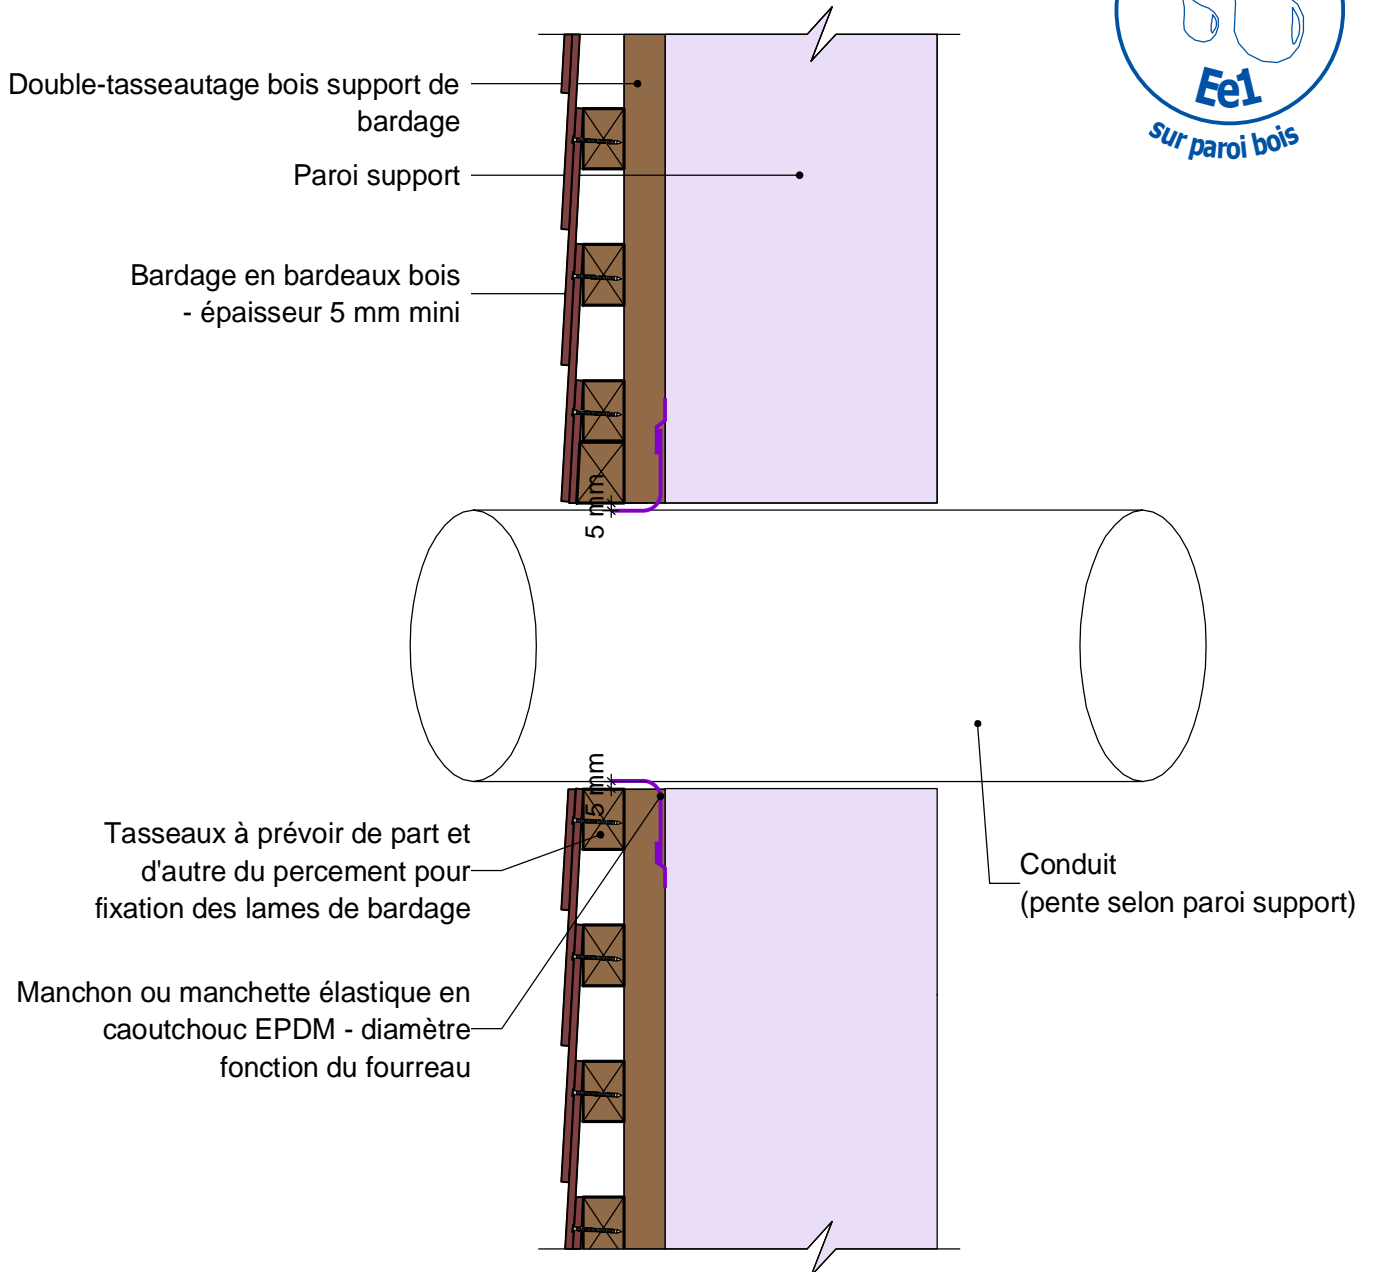 Ee1
sur paroi bois
Double-tasseautage bois support de
bardage
Paroi support
Bardage en bardeaux bois
- épaisseur 5 mm mini
5 mm
5 mm
Tasseaux à prévoir de part et
d'autre du percement pour
fixation des lames de bardage
Conduit
(pente selon paroi support)
Manchon ou manchette élastique en
caoutchouc EPDM - diamètre
fonction du fourreau